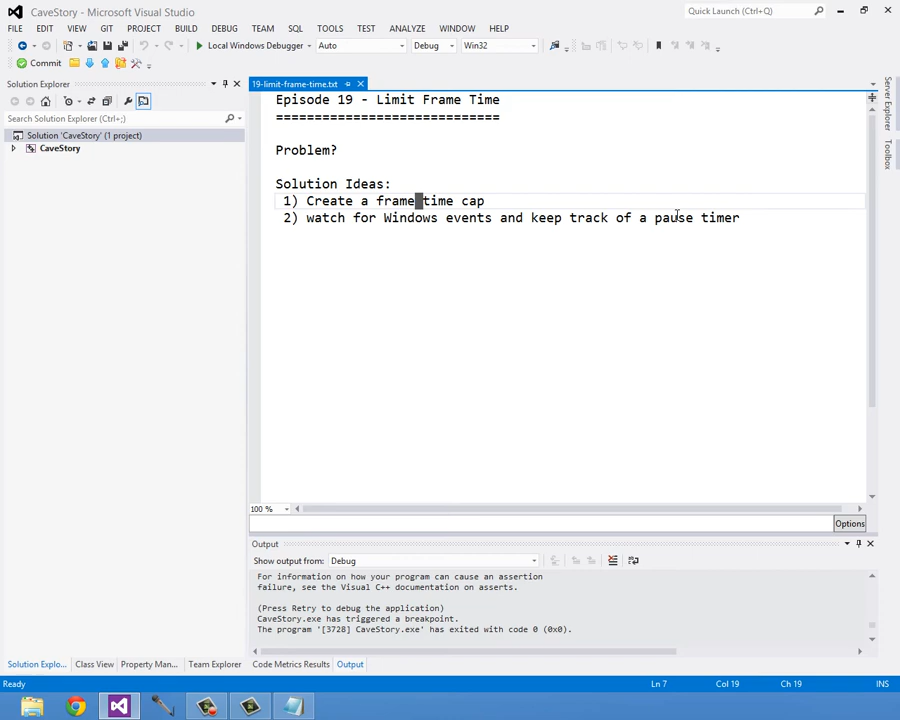 CaveStory - Microsoft Visual Studio
Quick Launch (Ctrl+Q)
FILE EDIT VIEW GIT PROJECT BUILD DEBUG TEAM SQL TOOLS TEST ANALYZE WINDOW HELP
Local Windows Debugger Auto Debug Win32
Commit
Solution Explorer
Search Solution Explorer (Ctrl+;)
Solution 'CaveStory' (1 project)
CaveStory
19-limit-frame-time.txt
Episode 19 - Limit Frame Time
=============================
Problem?
Solution Ideas:
1) Create a frame time cap
2) watch for Windows events and keep track of a pause timer
100 %
Options
Server Explorer
Toolbox
Output
Show output from: Debug
For information on how your program can cause an assertion
failure, see the Visual C++ documentation on asserts.
(Press Retry to debug the application)
CaveStory.exe has triggered a breakpoint.
The program '[3728] CaveStory.exe' has exited with code 0 (0x0).
Solution Explo... Class View Property Man... Team Explorer Code Metrics Results Output
Ready Ln 7 Col 19 Ch 19 INS